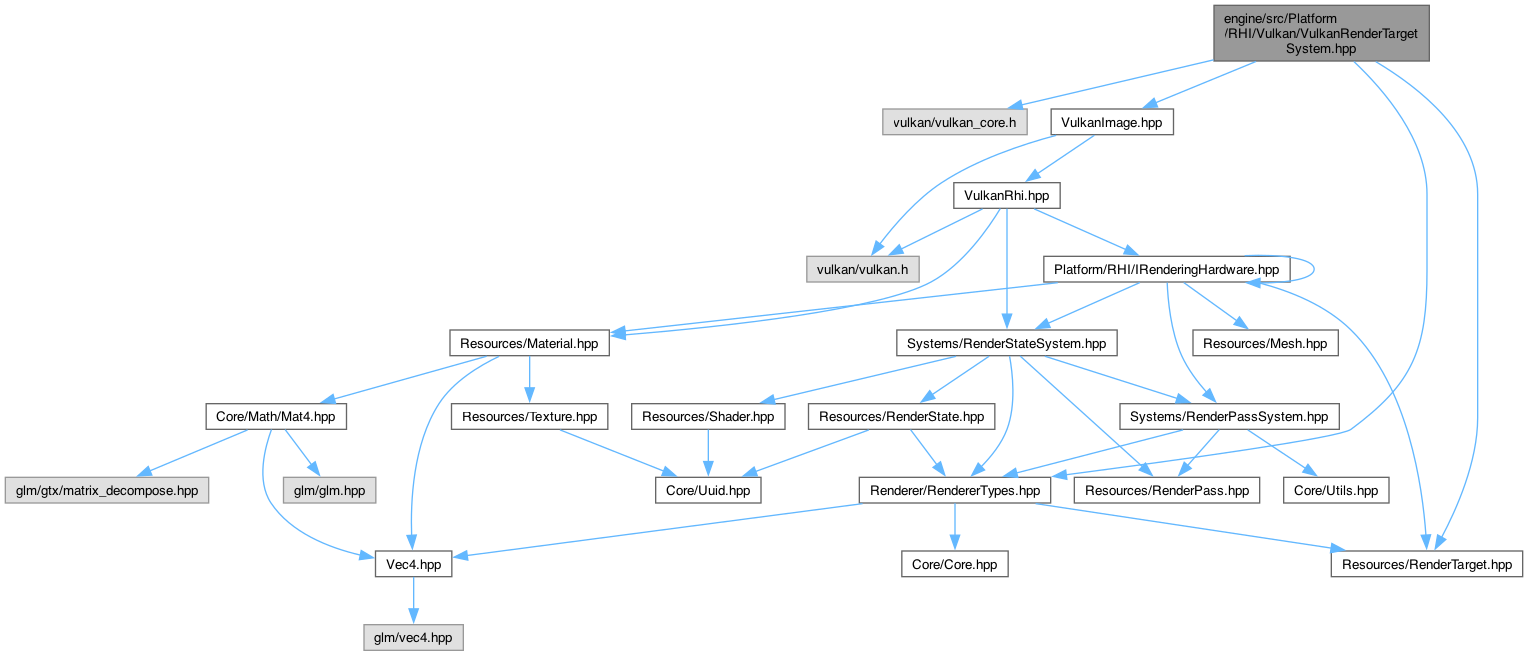 engine/src/Platform
/RHI/Vulkan/VulkanRenderTarget
System.hpp
vulkan/vulkan_core.h
VulkanImage.hpp
VulkanRhi.hpp
vulkan/vulkan.h
Platform/RHI/IRenderingHardware.hpp
Resources/Material.hpp
Systems/RenderStateSystem.hpp
Resources/Mesh.hpp
Core/Math/Mat4.hpp
Resources/Texture.hpp
Resources/Shader.hpp
Resources/RenderState.hpp
Systems/RenderPassSystem.hpp
glm/gtx/matrix_decompose.hpp
glm/glm.hpp
Core/Uuid.hpp
Renderer/RendererTypes.hpp
Resources/RenderPass.hpp
Core/Utils.hpp
Vec4.hpp
Core/Core.hpp
Resources/RenderTarget.hpp
glm/vec4.hpp